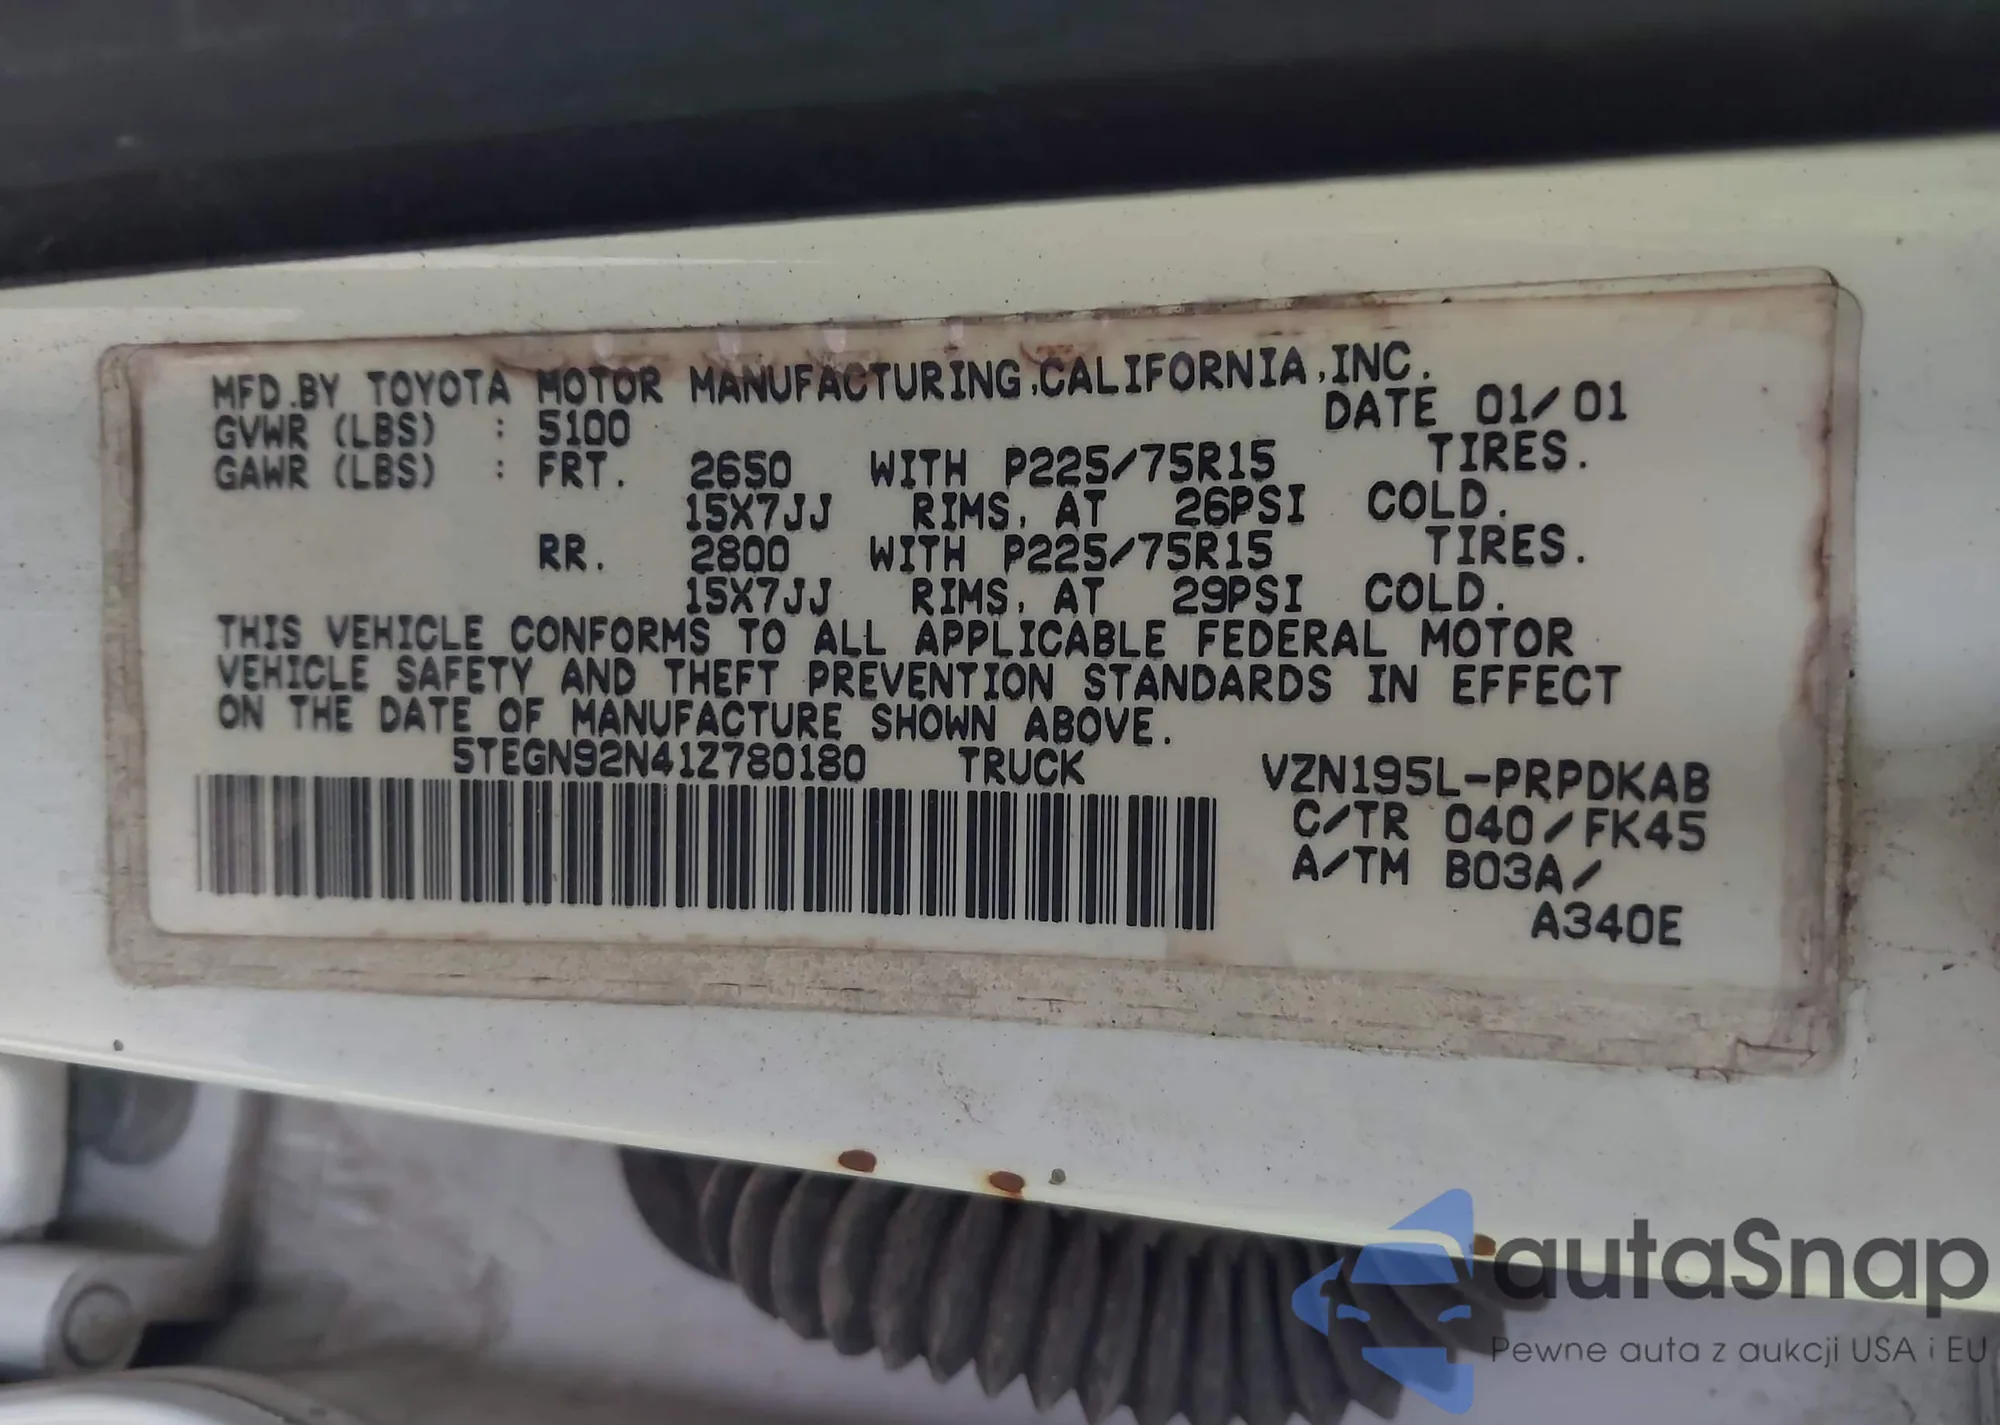 MFD.BY TOYOTA MOTOR MANUFACTURING,CALIFORNIA,INC.
DATE 01/01
GVWR (LBS) : 5100
GAWR (LBS) : FRT. 2650 WITH P225/75R15 TIRES.
15X7JJ RIMS, AT 26PSI COLD.
RR. 2800 WITH P225/75R15 TIRES.
15X7JJ RIMS, AT 29PSI COLD.
THIS VEHICLE CONFORMS TO ALL APPLICABLE FEDERAL MOTOR
VEHICLE SAFETY AND THEFT PREVENTION STANDARDS IN EFFECT
ON THE DATE OF MANUFACTURE SHOWN ABOVE.
5TEGN92N41Z780180 TRUCK VZN195L-PRPDKAB
C/TR 040/FK45
A/TM B03A/
A340E
autaSnap
Pewne auta z aukcji USA i EU